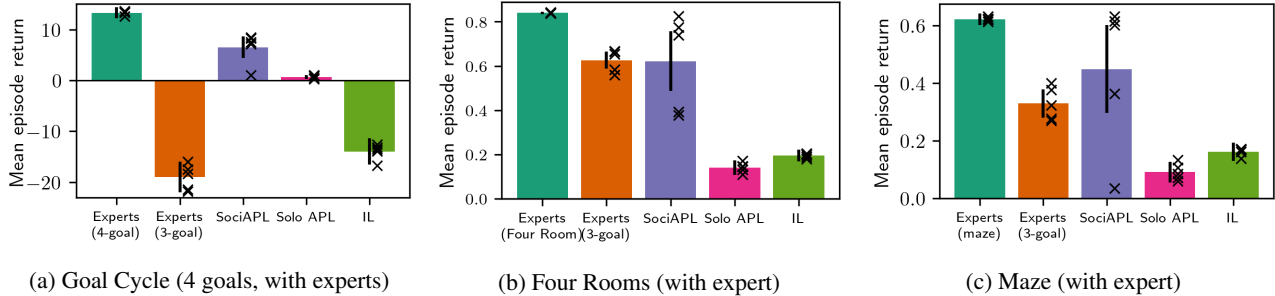 Mean episode return
10
0
−10
−20
Experts (4-goal)
Experts (3-goal)
SociAPL
Solo APL
IL
(a) Goal Cycle (4 goals, with experts)
Mean episode return
0.8
0.6
0.4
0.2
0.0
Experts (Four Room)
Experts (3-goal)
SociAPL
Solo APL
IL
(b) Four Rooms (with expert)
Mean episode return
0.6
0.4
0.2
0.0
Experts (maze)
Experts (3-goal)
SociAPL
Solo APL
IL
(c) Maze (with expert)